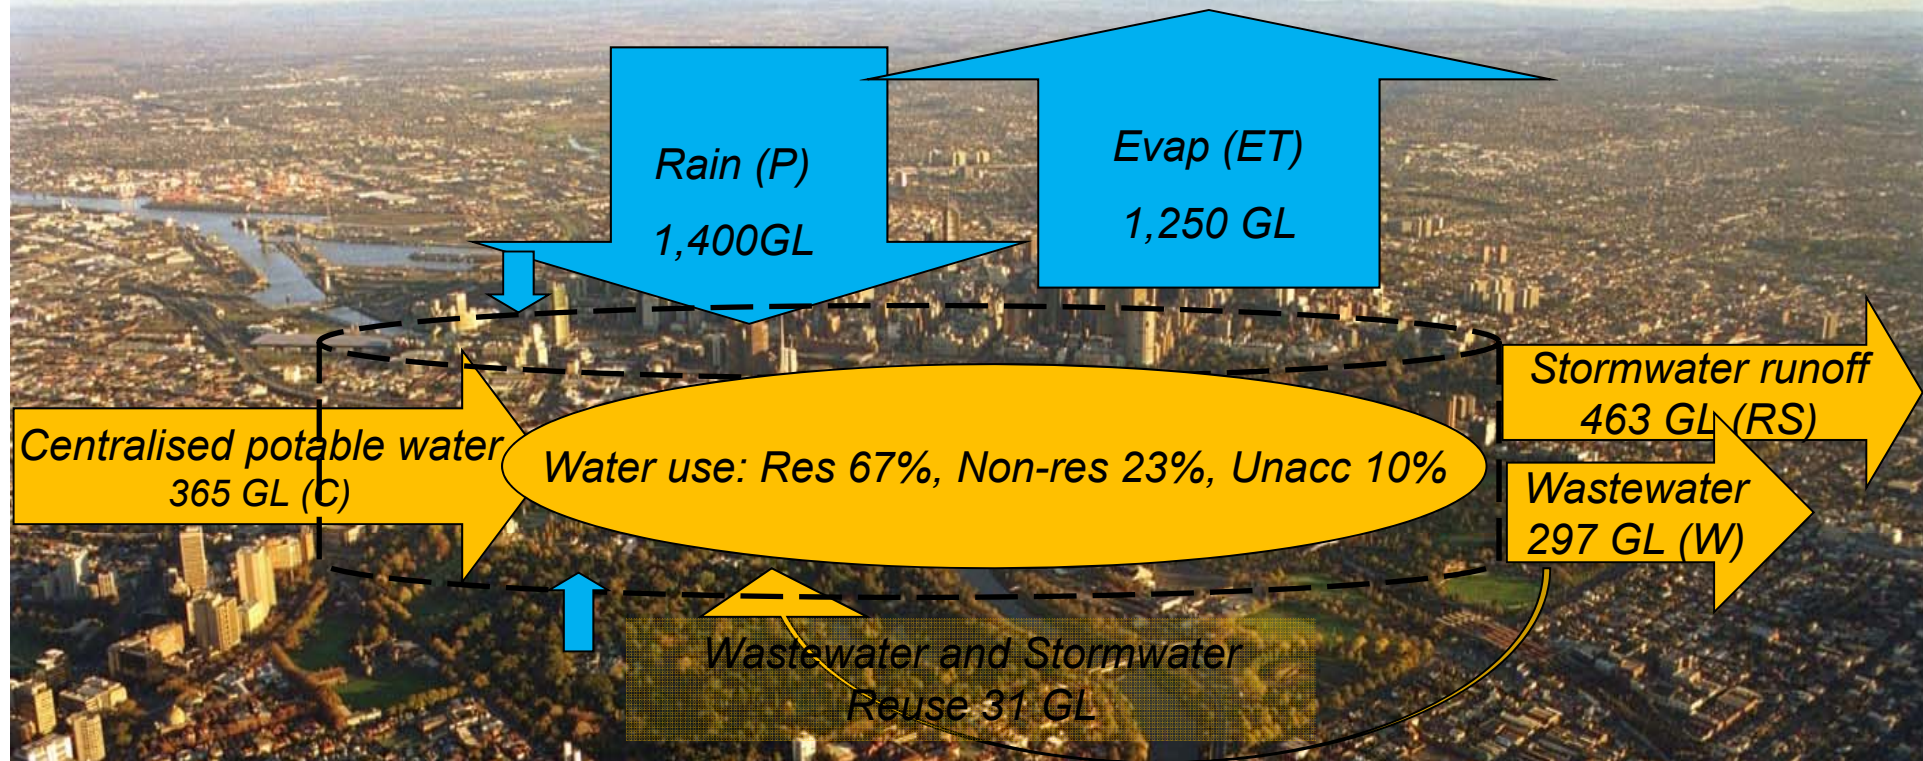 Rain (P)
1,400GL
Evap (ET)
1,250 GL
Stormwater runoff
463 GL (RS)
Centralised potable water
365 GL (C)
Water use: Res 67%, Non-res 23%, Unacc 10%
Wastewater
297 GL (W)
Wastewater and Stormwater
Reuse 31 GL